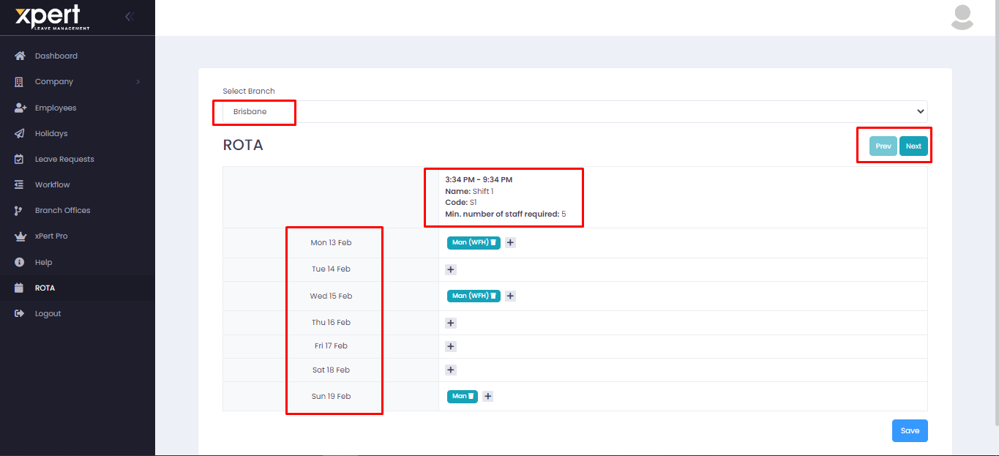 xpert
LEAVE MANAGEMENT
Dashboard
Company
Employees
Holidays
Leave Requests
Workflow
Branch Offices
xPert Pro
Help
ROTA
Logout
Select Branch
Brisbane
ROTA
Prev Next
3:34 PM - 9:34 PM
Name: Shift 1
Code: S1
Min. number of staff required: 5
Mon 13 Feb Man (WFH) +
Tue 14 Feb +
Wed 15 Feb Man (WFH) +
Thu 16 Feb +
Fri 17 Feb +
Sat 18 Feb +
Sun 19 Feb Man +
Save